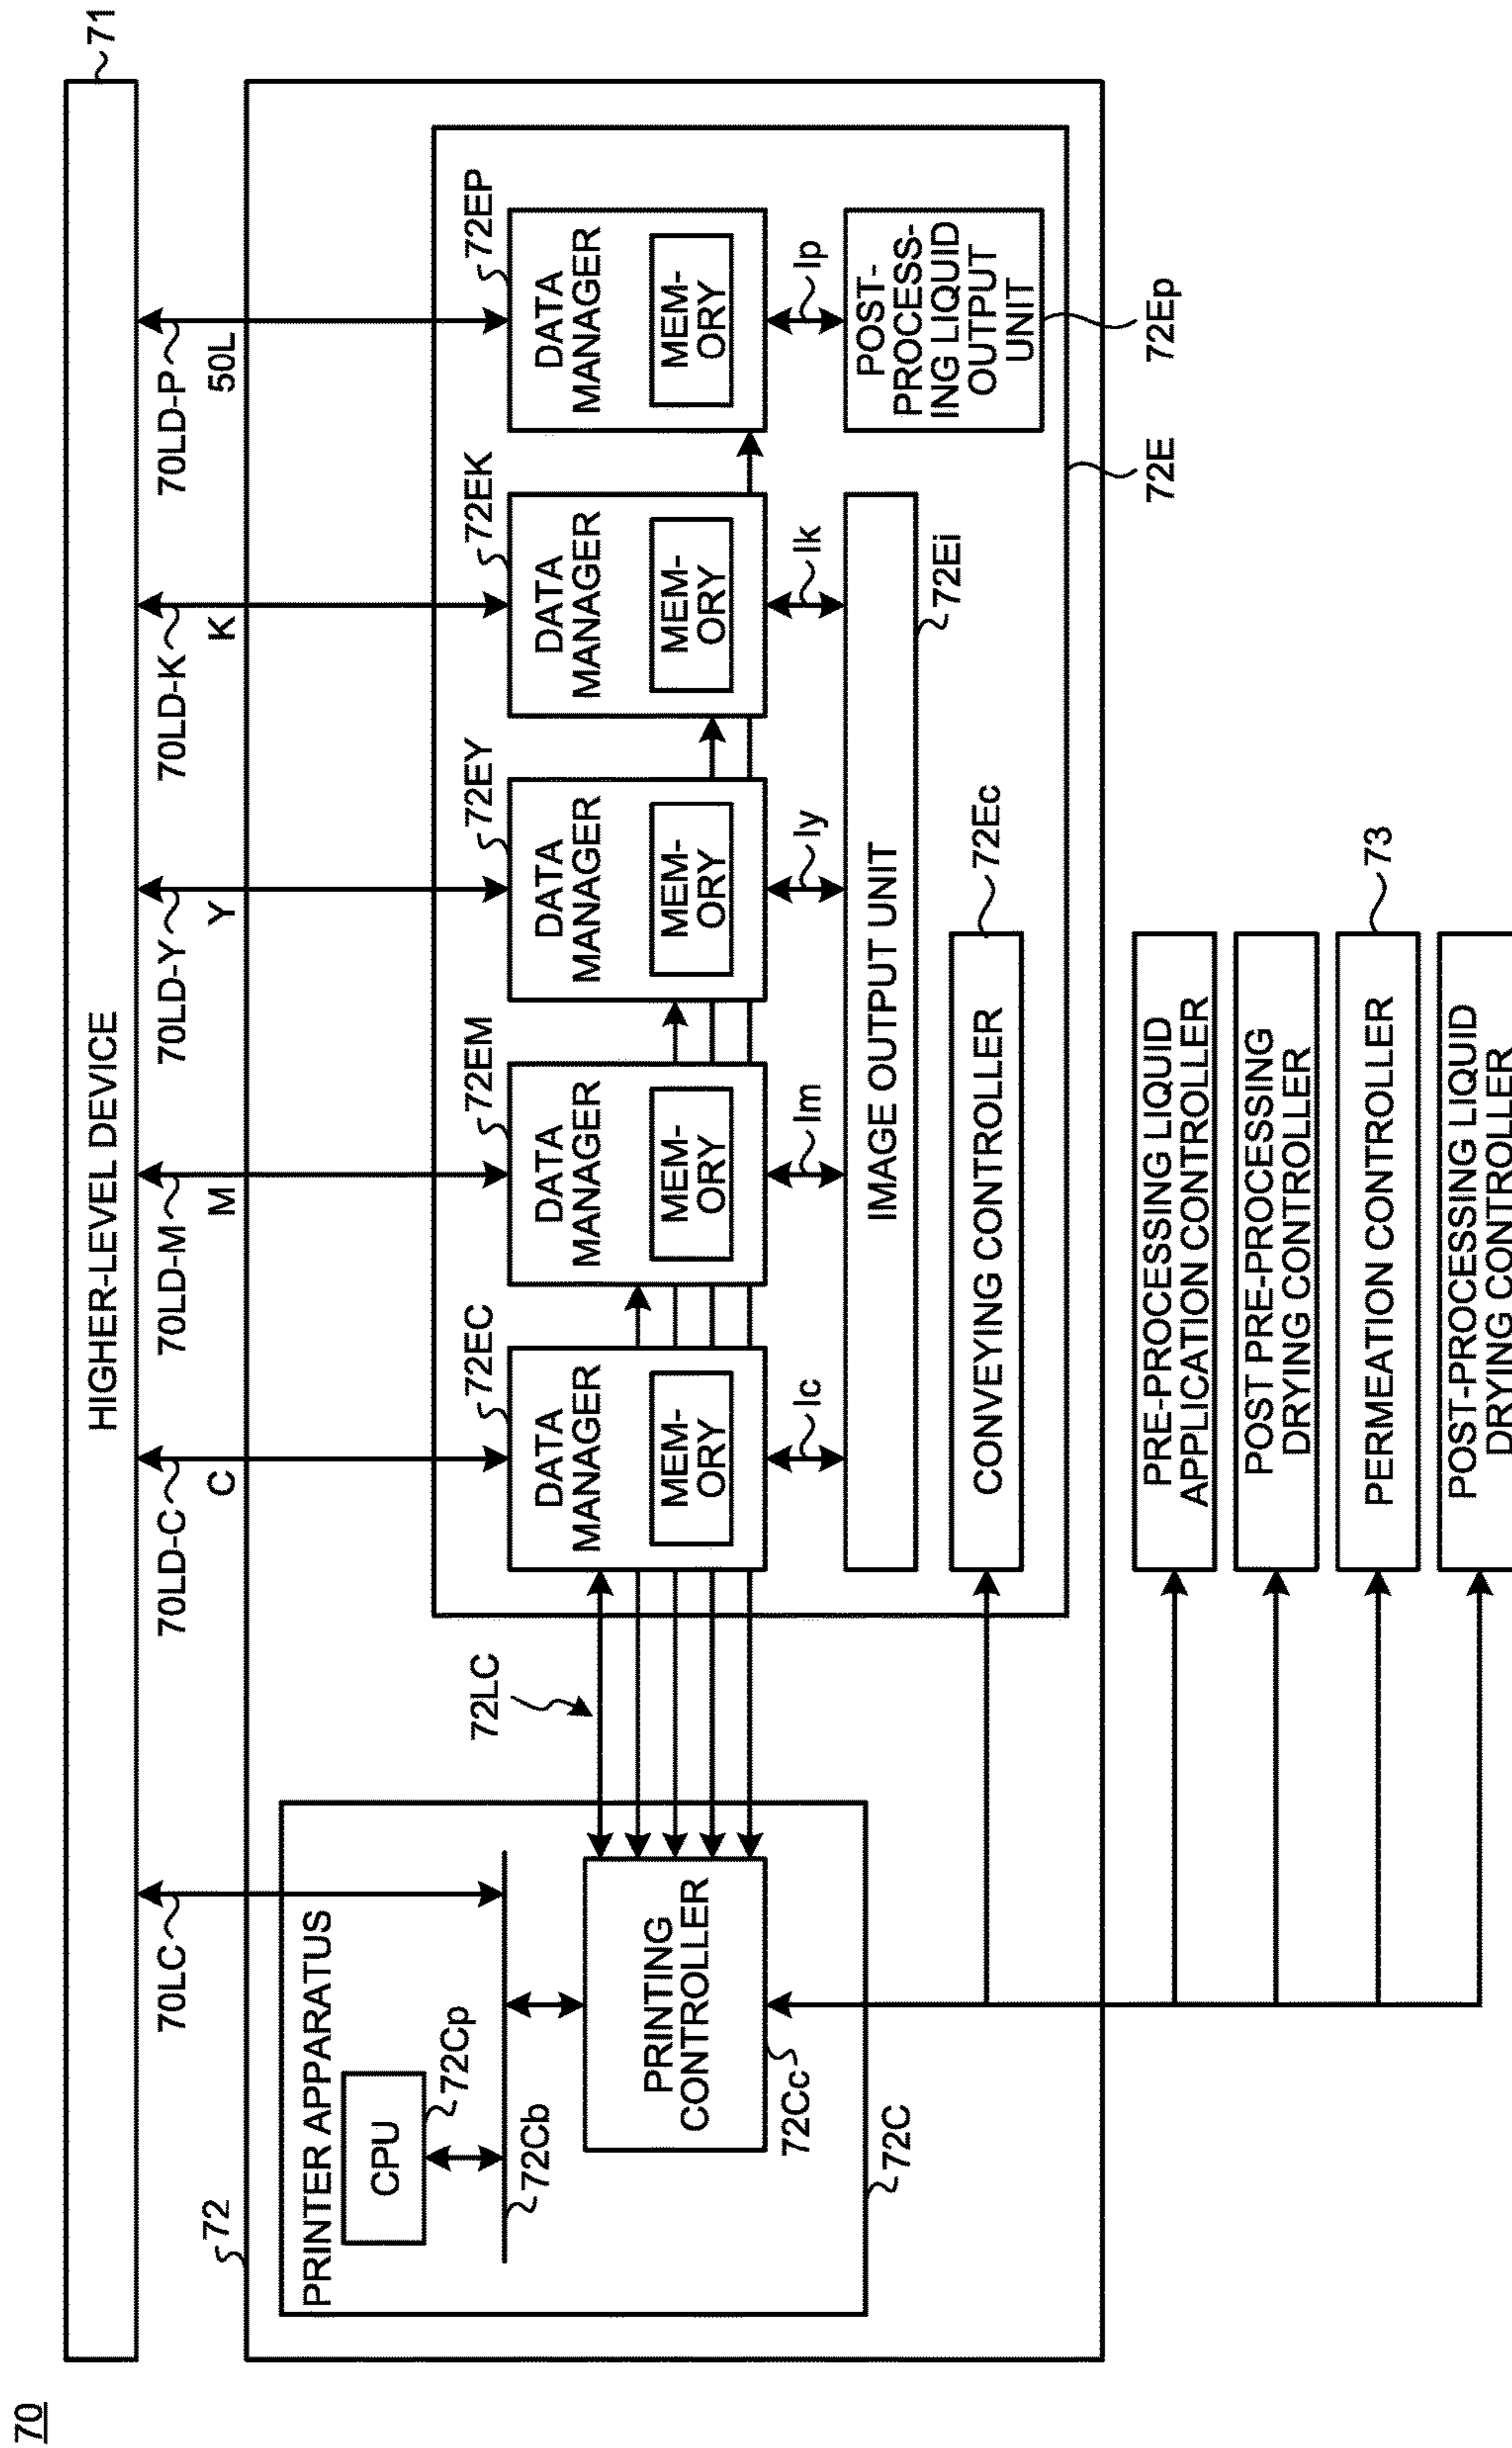 70
HIGHER-LEVEL DEVICE
71
70LC
70LD-C
70LD-M
70LD-Y
70LD-K
70LD-P
C
M
Y
K
50L
72
PRINTER APPARATUS
CPU
72Cp
72Cb
PRINTING
CONTROLLER
72Cc
72C
72LC
72EC
DATA
MANAGER
MEM-
ORY
72EM
DATA
MANAGER
MEM-
ORY
72EY
DATA
MANAGER
MEM-
ORY
72EK
DATA
MANAGER
MEM-
ORY
72EP
DATA
MANAGER
MEM-
ORY
Ic
Im
Iy
Ik
Ip
IMAGE OUTPUT UNIT
72Ei
POST-
PROCESS-
ING LIQUID
OUTPUT
UNIT
72Ep
CONVEYING CONTROLLER
72Ec
72E
PRE-PROCESSING LIQUID
APPLICATION CONTROLLER
POST PRE-PROCESSING
DRYING CONTROLLER
PERMEATION CONTROLLER
73
POST-PROCESSING LIQUID
DRYING CONTROLLER